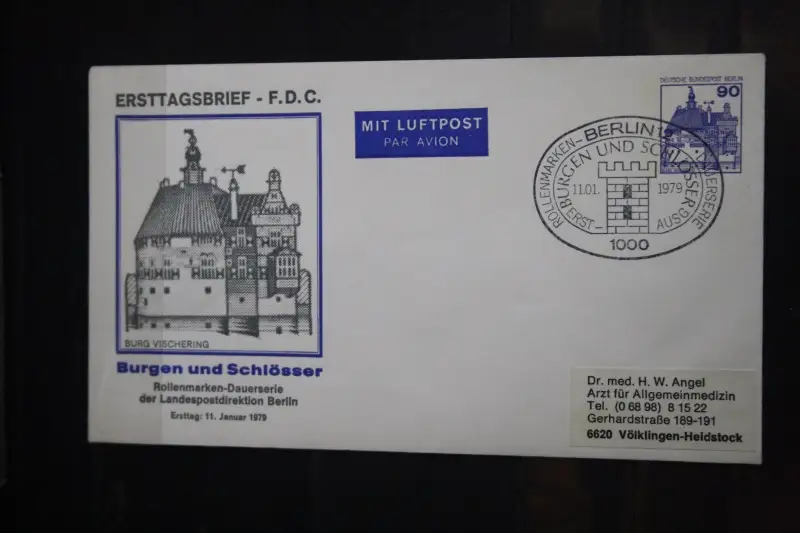 ERSTTAGSBRIEF - F.D.C.
MIT LUFTPOST
PAR AVION
DEUTSCHE BUNDESPOST BERLIN
90
BERLIN 12
ROLLENMARKEN-DAUERSERIE
BURGEN UND SCHLÖSSER
11.01. 1979
ERST-AUSGABE
1000
BURG VISCHERING
Burgen und Schlösser
Rollenmarken-Dauerserie
der Landespostdirektion Berlin
Ersttag: 11. Januar 1979
Dr. med. H. W. Angel
Arzt für Allgemeinmedizin
Tel. (0 68 98) 8 15 22
Gerhardstraße 189-191
6620 Völklingen-Heidstock